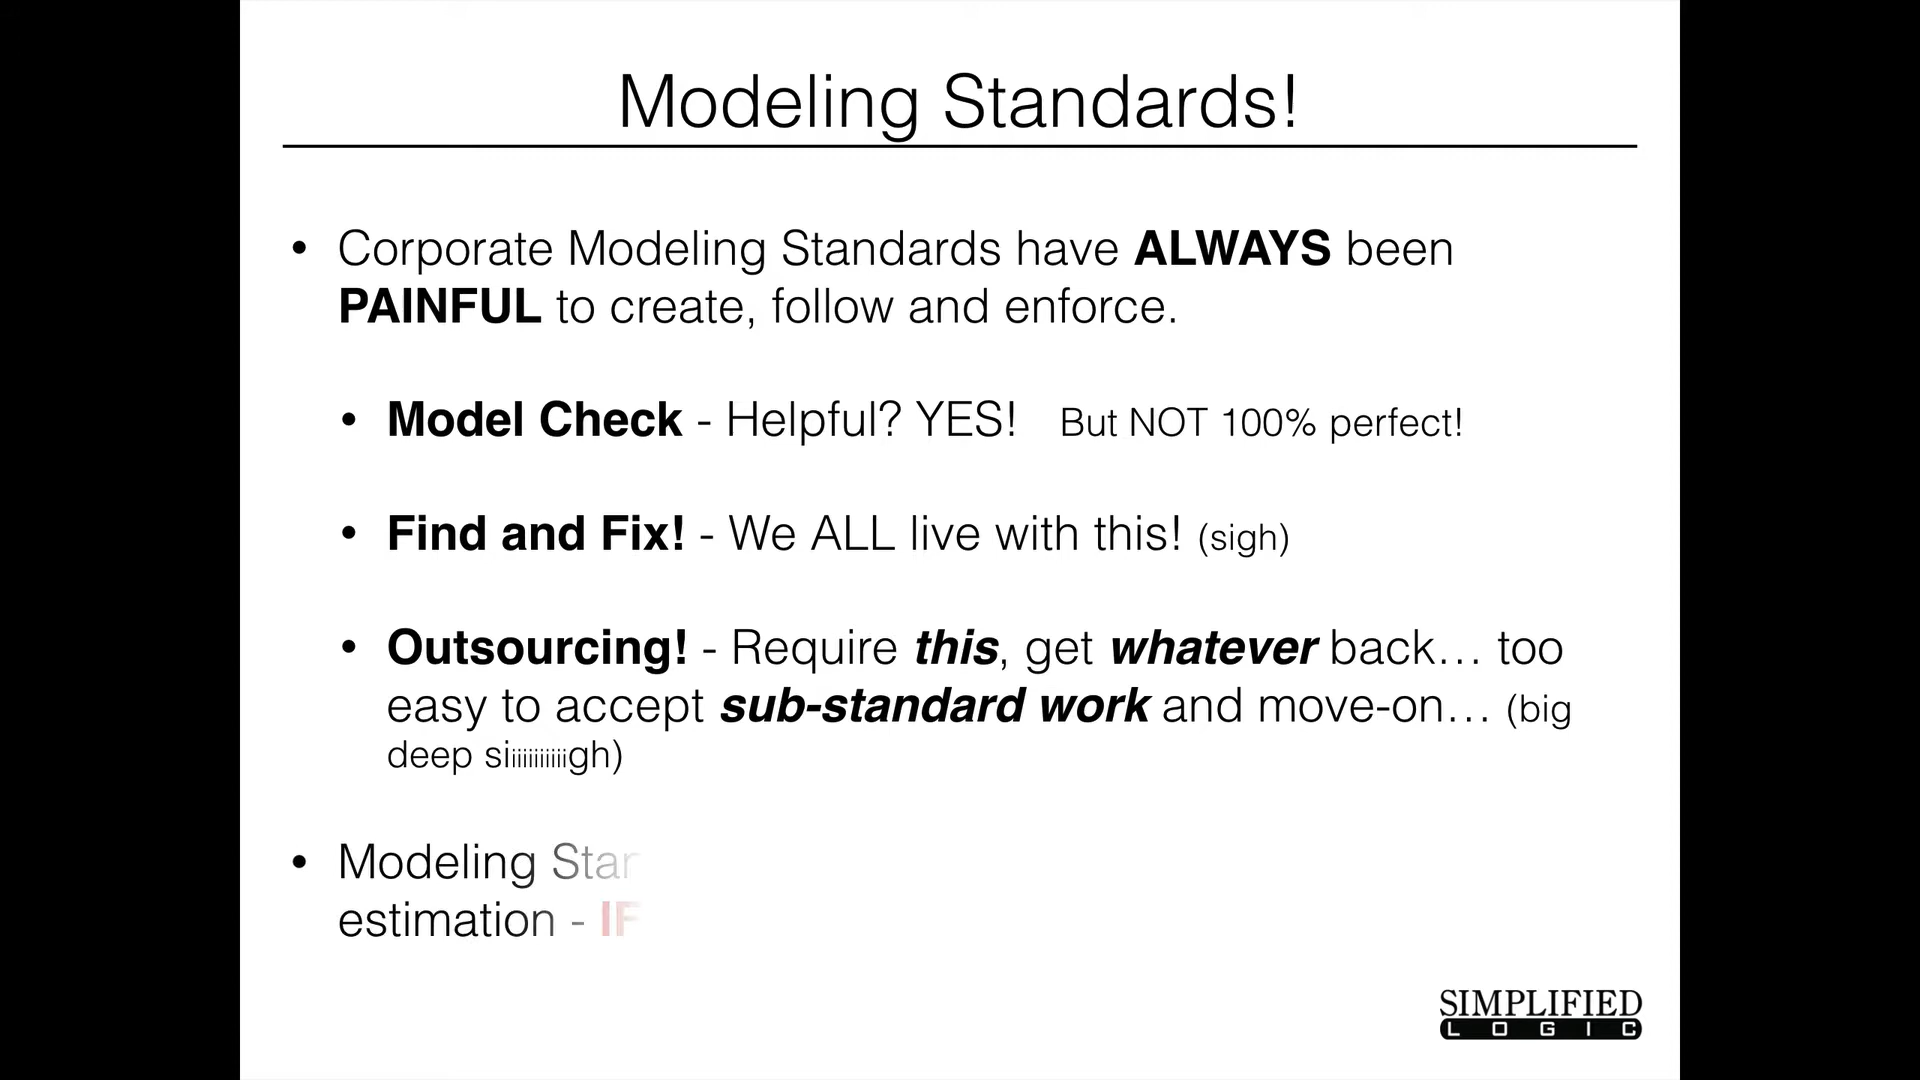 Modeling Standards!
• Corporate Modeling Standards have ALWAYS been
PAINFUL to create, follow and enforce.
• Model Check - Helpful? YES! But NOT 100% perfect!
• Find and Fix! - We ALL live with this! (sigh)
• Outsourcing! - Require this, get whatever back… too
easy to accept sub-standard work and move-on… (big
deep siiiiiiiiiiigh)
• Modeling
estimation - IF
SIMPLIFIED
LOGIC